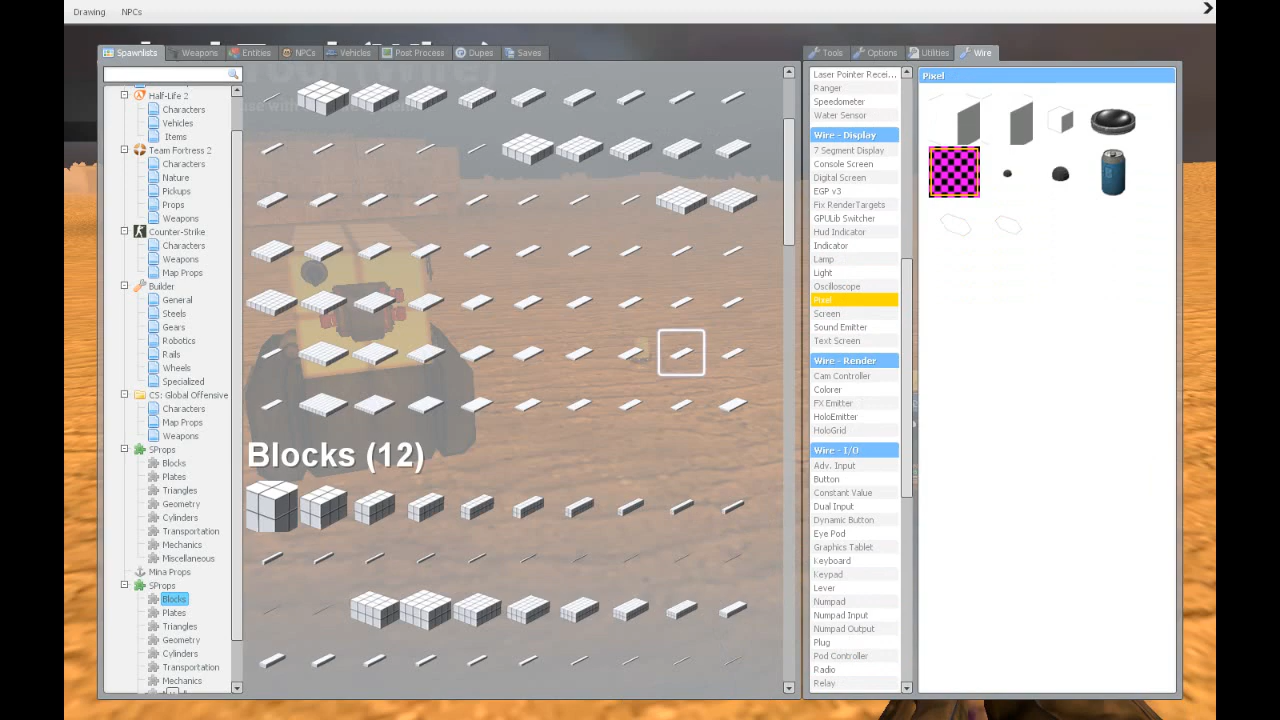 Drawing NPCs
Spawnlists Weapons Entities NPCs Vehicles Post Process Dupes Saves
Half-Life 2
Characters
Vehicles
Items
Team Fortress 2
Characters
Nature
Pickups
Props
Weapons
Counter-Strike
Characters
Weapons
Map Props
Builder
General
Steels
Gears
Robotics
Rails
Wheels
Specialized
CS: Global Offensive
Characters
Map Props
Weapons
SProps
Blocks
Plates
Triangles
Geometry
Cylinders
Transportation
Mechanics
Miscellaneous
Mina Props
SProps
Blocks
Plates
Triangles
Geometry
Cylinders
Transportation
Mechanics
Blocks (12)
Tools Options Utilities Wire
Laser Pointer Recei...
Ranger
Speedometer
Water Sensor
Wire - Display
7 Segment Display
Console Screen
Digital Screen
EGP v3
Fix RenderTargets
GPULib Switcher
Hud Indicator
Indicator
Lamp
Light
Oscilloscope
Pixel
Screen
Sound Emitter
Text Screen
Wire - Render
Cam Controller
Colorer
FX Emitter
HoloEmitter
HoloGrid
Wire - I/O
Adv. Input
Button
Constant Value
Dual Input
Dynamic Button
Eye Pod
Graphics Tablet
Keyboard
Keypad
Lever
Numpad
Numpad Input
Numpad Output
Plug
Pod Controller
Radio
Relay
Pixel